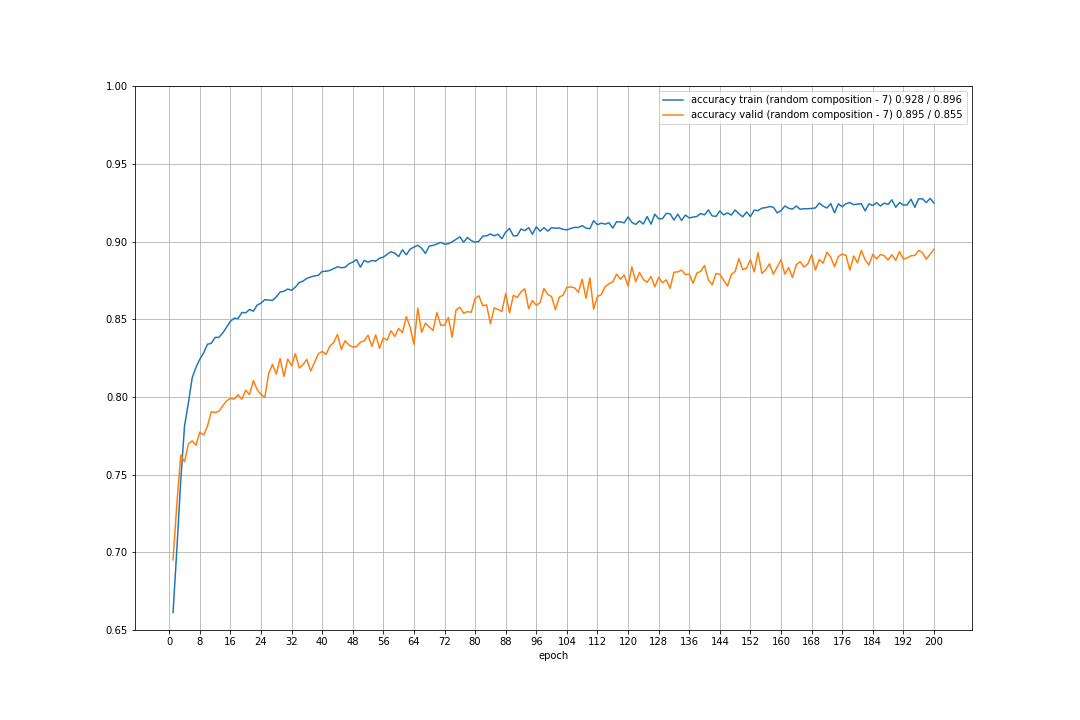 1.00
0.95
0.90
0.85
0.80
0.75
0.70
0.65
accuracy train (random composition - 7) 0.928 / 0.896
accuracy valid (random composition - 7) 0.895 / 0.855
0 8 16 24 32 40 48 56 64 72 80 88 96 104 112 120 128 136 144 152 160 168 176 184 192 200
epoch